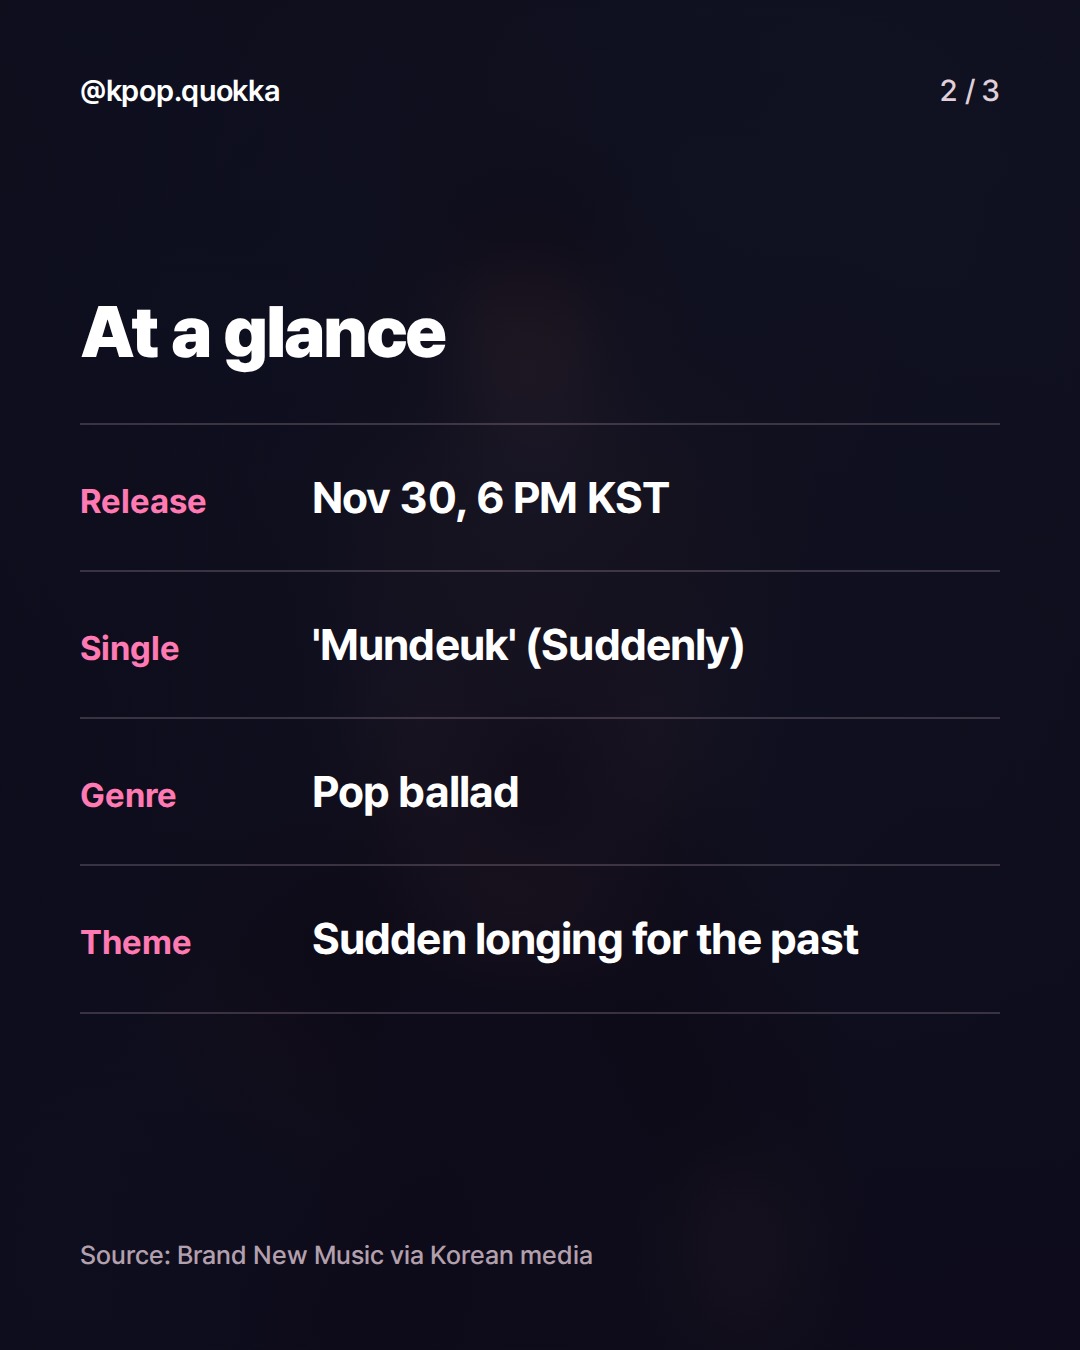 @kpop.quokka
2 / 3
At a glance
Release
Nov 30, 6 PM KST
Single
'Mundeuk' (Suddenly)
Genre
Pop ballad
Theme
Sudden longing for the past
Source: Brand New Music via Korean media